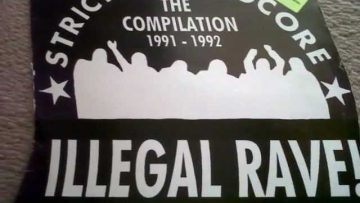 STRIC
CORE
THE
COMPILATION
1991 - 1992
ILLEGAL RAVE!